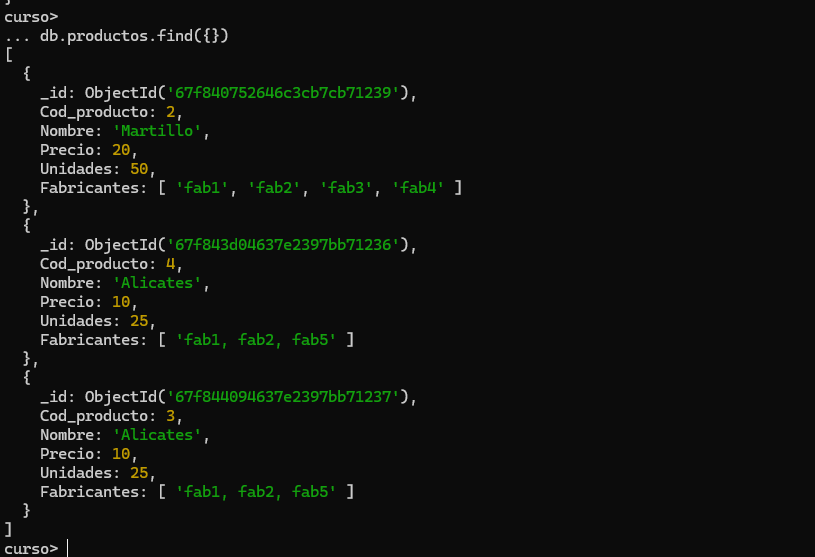 }
curso>
... db.productos.find({})
[
  {
    _id: ObjectId('67f840752646c3cb7cb71239'),
    Cod_producto: 2,
    Nombre: 'Martillo',
    Precio: 20,
    Unidades: 50,
    Fabricantes: [ 'fab1', 'fab2', 'fab3', 'fab4' ]
  },
  {
    _id: ObjectId('67f843d04637e2397bb71236'),
    Cod_producto: 4,
    Nombre: 'Alicates',
    Precio: 10,
    Unidades: 25,
    Fabricantes: [ 'fab1, fab2, fab5' ]
  },
  {
    _id: ObjectId('67f844094637e2397bb71237'),
    Cod_producto: 3,
    Nombre: 'Alicates',
    Precio: 10,
    Unidades: 25,
    Fabricantes: [ 'fab1, fab2, fab5' ]
  }
]
curso>